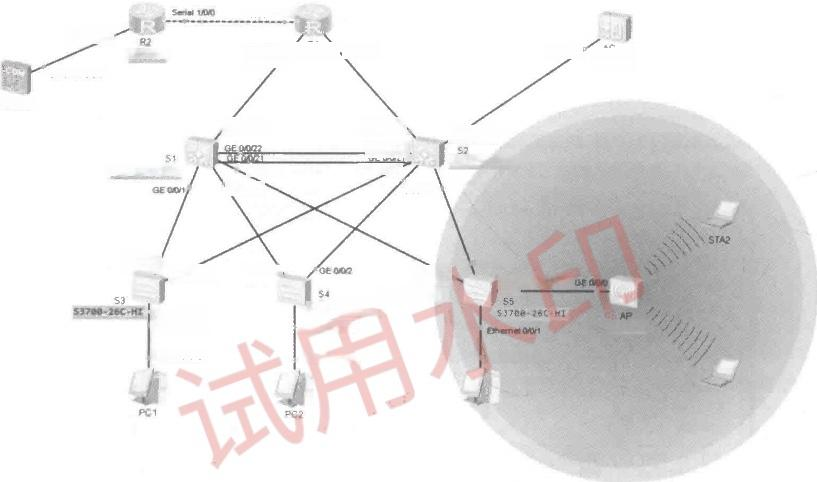 Serial 1/0/0
R2
GE 0/0/22
S1
GE 0/0/21
S2
GE 0/0/1
STA2
GE 0/0/2
GE 0/0/0
S3
S4
S5
S3700-26C-HI
S3700-26C-HI
AP
Ethernet 0/0/1
PC1
PC2
试用水印